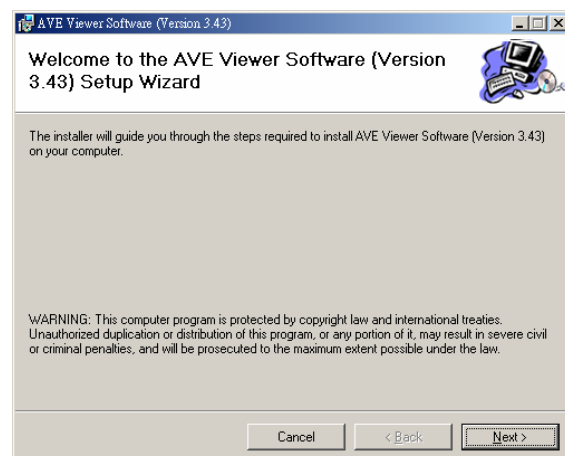 AVE Viewer Software (Version 3.43)
Welcome to the AVE Viewer Software (Version
3.43) Setup Wizard
The installer will guide you through the steps required to install AVE Viewer Software (Version 3.43)
on your computer.
WARNING: This computer program is protected by copyright law and international treaties.
Unauthorized duplication or distribution of this program, or any portion of it, may result in severe civil
or criminal penalties, and will be prosecuted to the maximum extent possible under the law.
Cancel < Back Next >